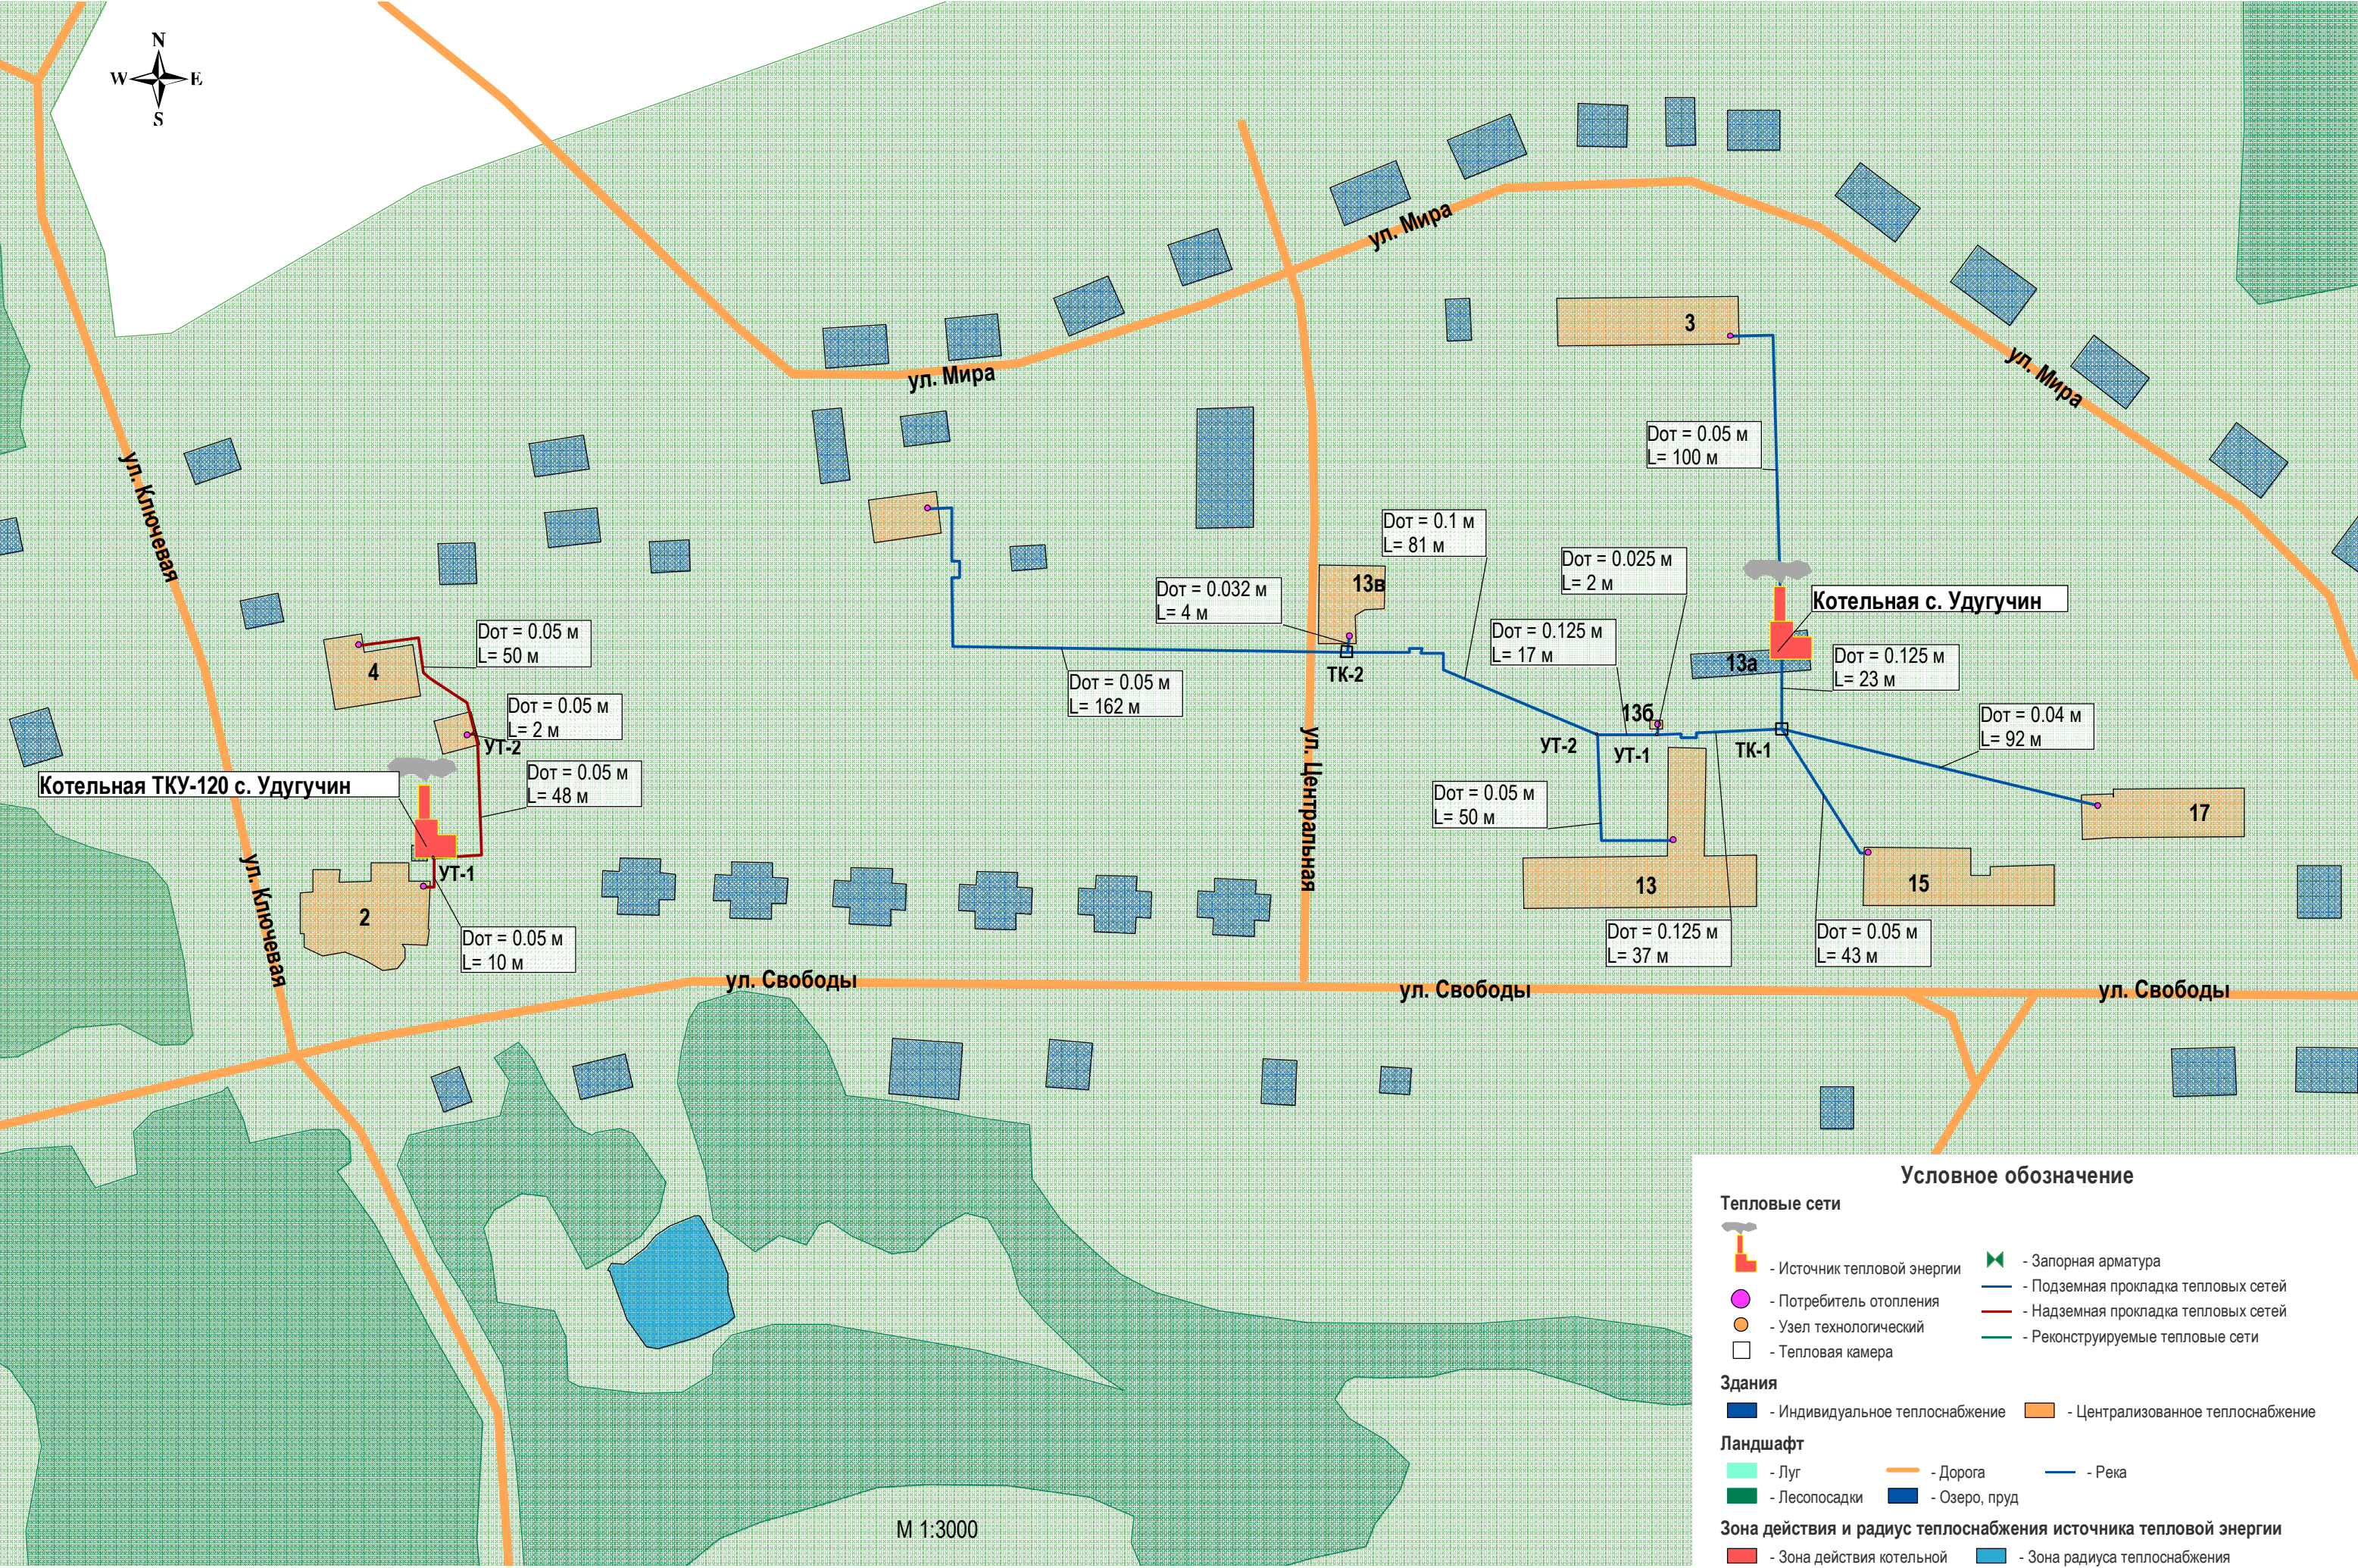 N
W E
S
ул. Мира
3
ул. Мира
ул. Мира
Dот = 0.05 м
L= 100 м
ул. Ключевая
Dот = 0.1 м
L= 81 м
Dот = 0.025 м
L= 2 м
13в
Dот = 0.032 м
L= 4 м
Котельная с. Удугучин
Dот = 0.05 м
L= 50 м
Dот = 0.125 м
L= 17 м
4
ТК-2
13а
Dот = 0.125 м
L= 23 м
Dот = 0.05 м
L= 162 м
Dот = 0.05 м
L= 2 м
УТ-2
13б
УТ-2
УТ-1
ТК-1
Dот = 0.04 м
L= 92 м
Котельная ТКУ-120 с. Удугучин
Dот = 0.05 м
L= 48 м
ул. Центральная
Dот = 0.05 м
L= 50 м
17
УТ-1
ул. Ключевая
2
13
15
Dот = 0.05 м
L= 10 м
Dот = 0.125 м
L= 37 м
Dот = 0.05 м
L= 43 м
ул. Свободы
ул. Свободы
ул. Свободы
М 1:3000
Условное обозначение
Тепловые сети
- Источник тепловой энергии
- Запорная арматура
- Подземная прокладка тепловых сетей
- Потребитель отопления
- Надземная прокладка тепловых сетей
- Узел технологический
- Реконструируемые тепловые сети
- Тепловая камера
Здания
- Индивидуальное теплоснабжение
- Централизованное теплоснабжение
Ландшафт
- Луг
- Дорога
- Река
- Лесопосадки
- Озеро, пруд
Зона действия и радиус теплоснабжения источника тепловой энергии
- Зона действия котельной
- Зона радиуса теплоснабжения